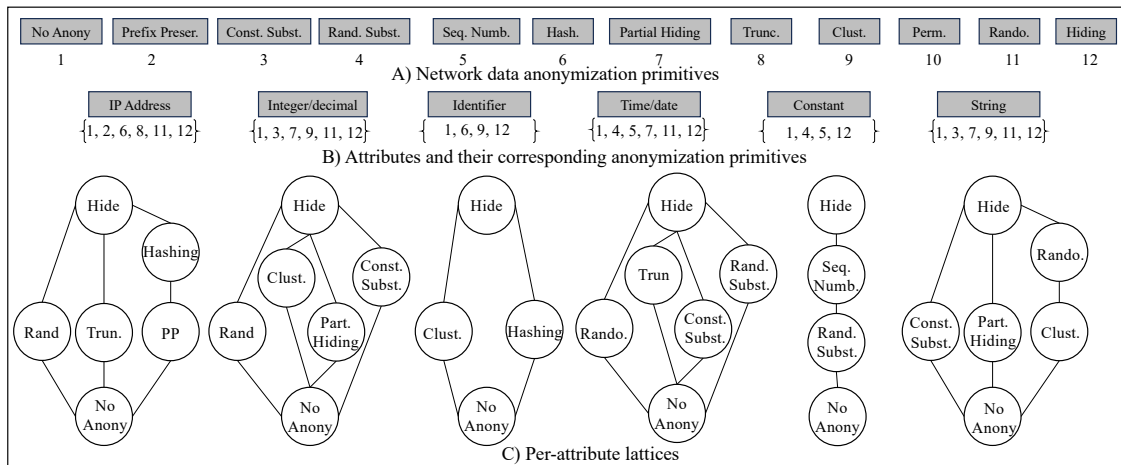 No Anony Prefix Preser. Const. Subst. Rand. Subst. Seq. Numb. Hash. Partial Hiding Trunc. Clust. Perm. Rando. Hiding
1 2 3 4 5 6 7 8 9 10 11 12
A) Network data anonymization primitives
IP Address Integer/decimal Identifier Time/date Constant String
{1, 2, 6, 8, 11, 12} {1, 3, 7, 9, 11, 12} { 1, 6, 9, 12 } {1, 4, 5, 7, 11, 12} { 1, 4, 5, 12 } {1, 3, 7, 9, 11, 12}
B) Attributes and their corresponding anonymization primitives
Hide
Hashing
Rand
Trun.
PP
No
Anony
Hide
Clust.
Const.
Subst.
Rand
Part.
Hiding
No
Anony
Hide
Clust.
Hashing
No
Anony
Hide
Trun
Rand.
Subst.
Rando.
Const.
Subst.
No
Anony
Hide
Seq.
Numb.
Rand.
Subst.
No
Anony
Hide
Rando.
Const.
Subst.
Part.
Hiding
Clust.
No
Anony
C) Per-attribute lattices